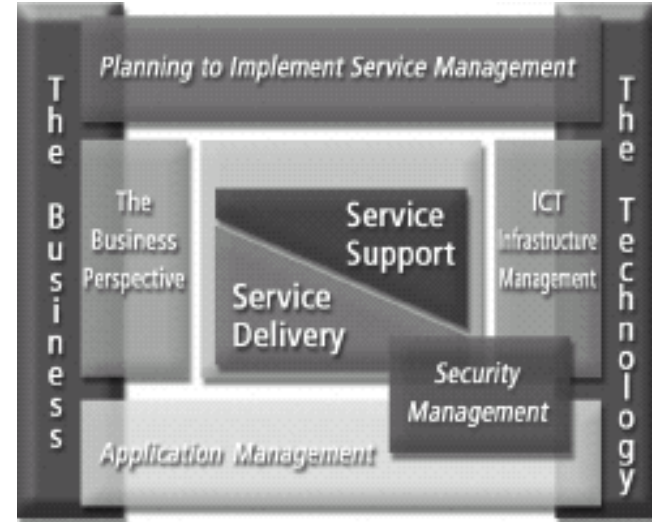 Planning to Implement Service Management
The Business
The Technology
The
Business
Perspective
Service
Support
Service
Delivery
ICT
Infrastructure
Management
Security
Management
Application Management